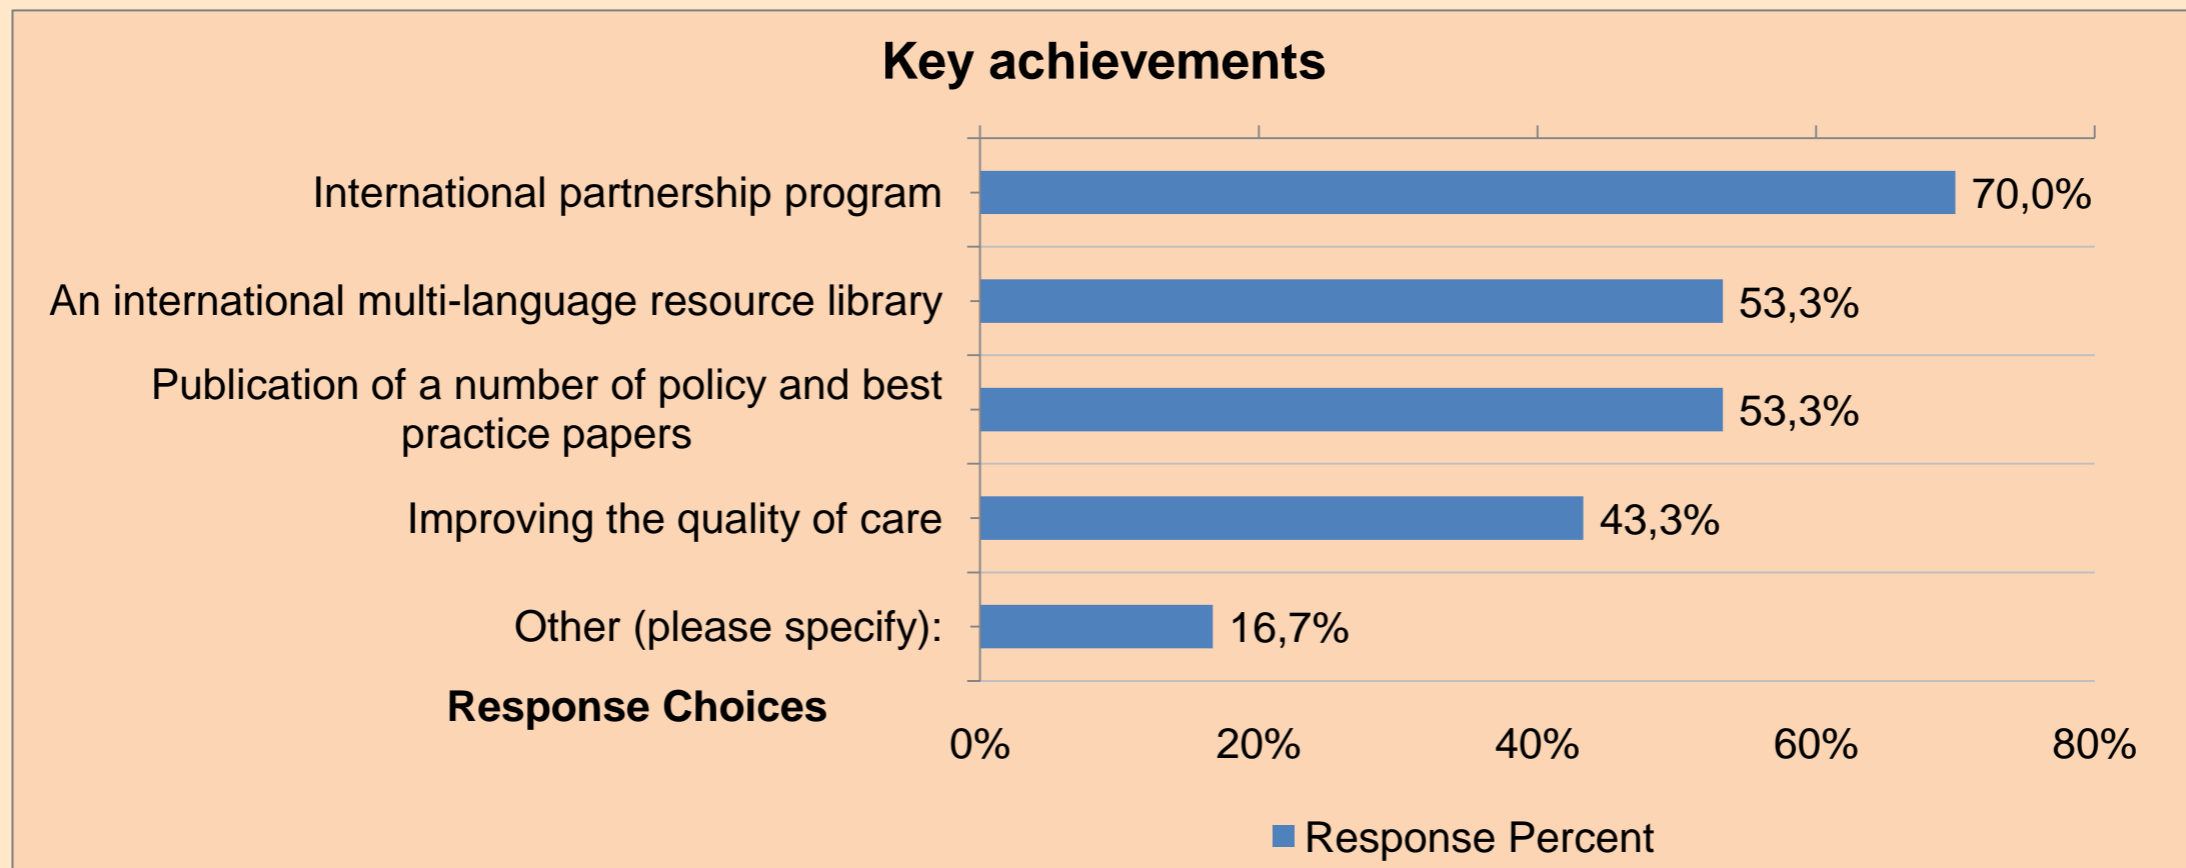 Key achievements
International partnership program
70,0%
An international multi-language resource library
53,3%
Publication of a number of policy and best
practice papers
53,3%
Improving the quality of care
43,3%
Other (please specify):
16,7%
Response Choices
0% 20% 40% 60% 80%
Response Percent